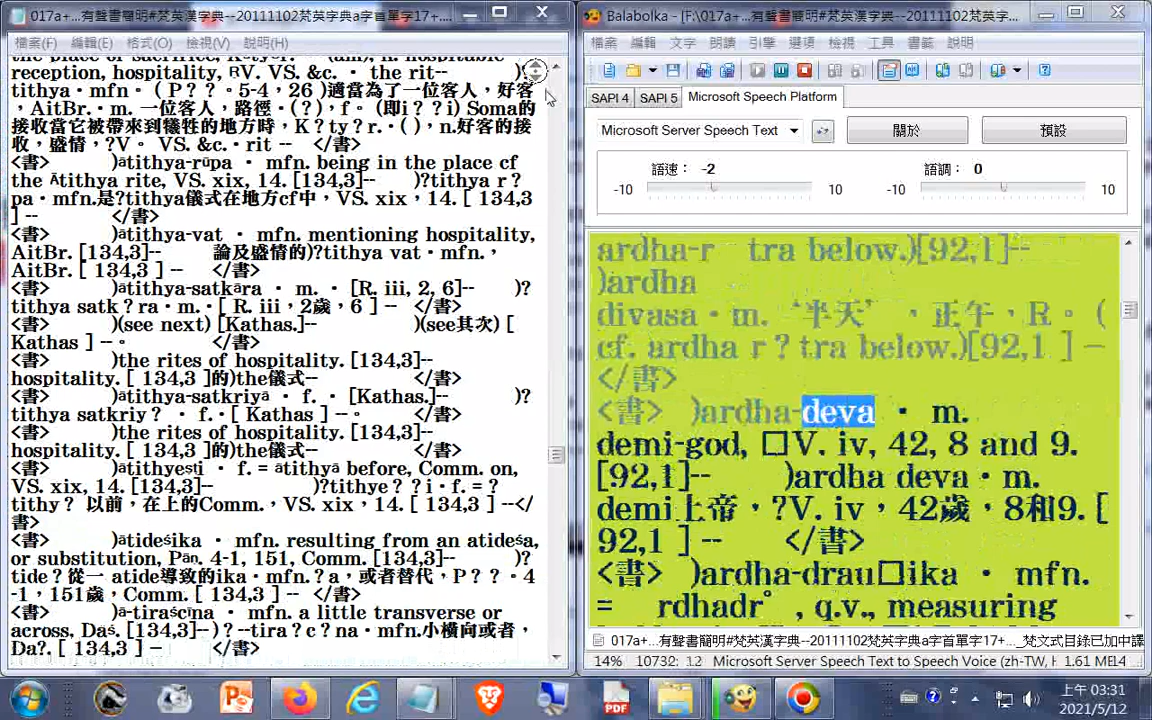 017a+...有聲書簡明#梵英漢字典--20111102梵英字典a字首單字17+...
檔案(F) 編輯(E) 格式(O) 檢視(V) 說明(H)
reception, hospitality, RV. VS. &c. · the rit-- )?
tithya · mfn · ( P ? ? · 5-4, 26 )適當為了一位客人，好客
, AitBr. · m. 一位客人，路徑 · ( ? ), f 。 (即i ? ? i) Soma的
接收當它被帶來到犧牲的地方時，K ? ty ? r. · ( ), n.好客的接
收，盛情，?V 。 VS. &c. · rit -- </書>
<書> )ātithya-rūpa · mfn. being in the place cf
the Ātithya rite, VS. xix, 14. [134,3]-- )?tithya r ?
pa · mfn.是?tithya儀式在地方cf中，VS. xix，14. [ 134,3
] -- </書>
<書> )ātithya-vat · mfn. mentioning hospitality,
AitBr. [134,3]-- 論及盛情的)?tithya vat · mfn.，
AitBr. [ 134,3 ] -- </書>
<書> )ātithya-satkāra · m. · [R. iii, 2, 6]-- )?
tithya satk ? ra · m. · [ R. iii，2歲，6 ] -- </書>
<書> )(see next) [Kathas.]-- )(see其次) [
Kathas ] -- 。 </書>
<書> )the rites of hospitality. [134,3]--
hospitality. [ 134,3 ]的)the儀式-- </書>
<書> )ātithya-satkriyā · f. · [Kathas.]-- )?
tithya satkriy ? · f. · [ Kathas ] -- 。 </書>
<書> )the rites of hospitality. [134,3]--
hospitality. [ 134,3 ]的)the儀式-- </書>
<書> )ātithyeṣṭi · f. = ātithyā before, Comm. on,
VS. xix, 14. [134,3]-- )?tithye ? ? i · f. = ?
tithy ? 以前，在上的Comm.，VS. xix，14. [ 134,3 ] --</
書>
<書> )ātideśika · mfn. resulting from an atideśa,
or substitution, Pāṇ. 4-1, 151, Comm. [134,3]-- )?
tide ? 從一 atide導致的ika · mfn. ? a，或者替代，P ? ? 。4
-1，151歲，Comm. [ 134,3 ] -- </書>
<書> )ā-tiraścīna · mfn. a little transverse or
across, Daś. [134,3]-- ) ? --tira ? c ? na · mfn.小橫向或者，
Da?. [ 134,3 ] -- </書>
Balabolka - [F:\017a+...有聲書簡明#梵英漢字典--20111102梵英字...
檔案 編輯 文字 朗讀 引擎 選項 檢視 工具 書籤 說明
SAPI 4 SAPI 5 Microsoft Speech Platform
Microsoft Server Speech Text 關於 預設
語速： -2 語調： 0
-10 10 -10 10
ardha-r tra below.)[92,1]--
)ardha
divasa · m. ‘半天’，正午，R 。 (
cf. ardha r ? tra below.)[92,1 ] --
</書>
<書> )ardha-deva · m.
demi-god, □V. iv, 42, 8 and 9.
[92,1]-- )ardha deva · m.
demi上帝，?V. iv，42歲，8和9. [
92,1 ] -- </書>
<書> )ardha-drau□ika · mfn.
= rdhadr°, q.v., measuring
017a+...有聲書簡明#梵英漢字典--20111102梵英字典a字首單字17+..._梵文式目錄已加中譯
14% 10732: 12 Microsoft Server Speech Text to Speech Voice (zh-TW, H 1.61 МБ14
上午 03:31
2021/5/12